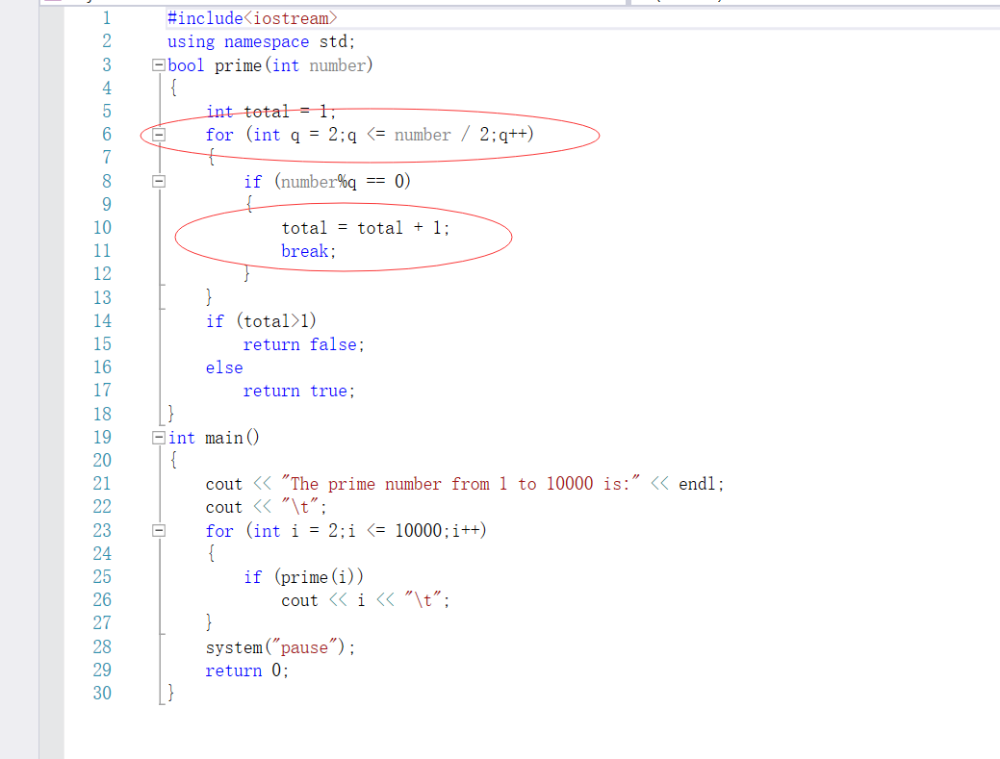 1 #include<iostream>
2 using namespace std;
3 bool prime(int number)
4 {
5 int total = 1;
6 for (int q = 2;q <= number / 2;q++)
7 {
8 if (number%q == 0)
9 {
10 total = total + 1;
11 break;
12 }
13 }
14 if (total>1)
15 return false;
16 else
17 return true;
18 }
19 int main()
20 {
21 cout << "The prime number from 1 to 10000 is:" << endl;
22 cout << "\t";
23 for (int i = 2;i <= 10000;i++)
24 {
25 if (prime(i))
26 cout << i << "\t";
27 }
28 system("pause");
29 return 0;
30 }